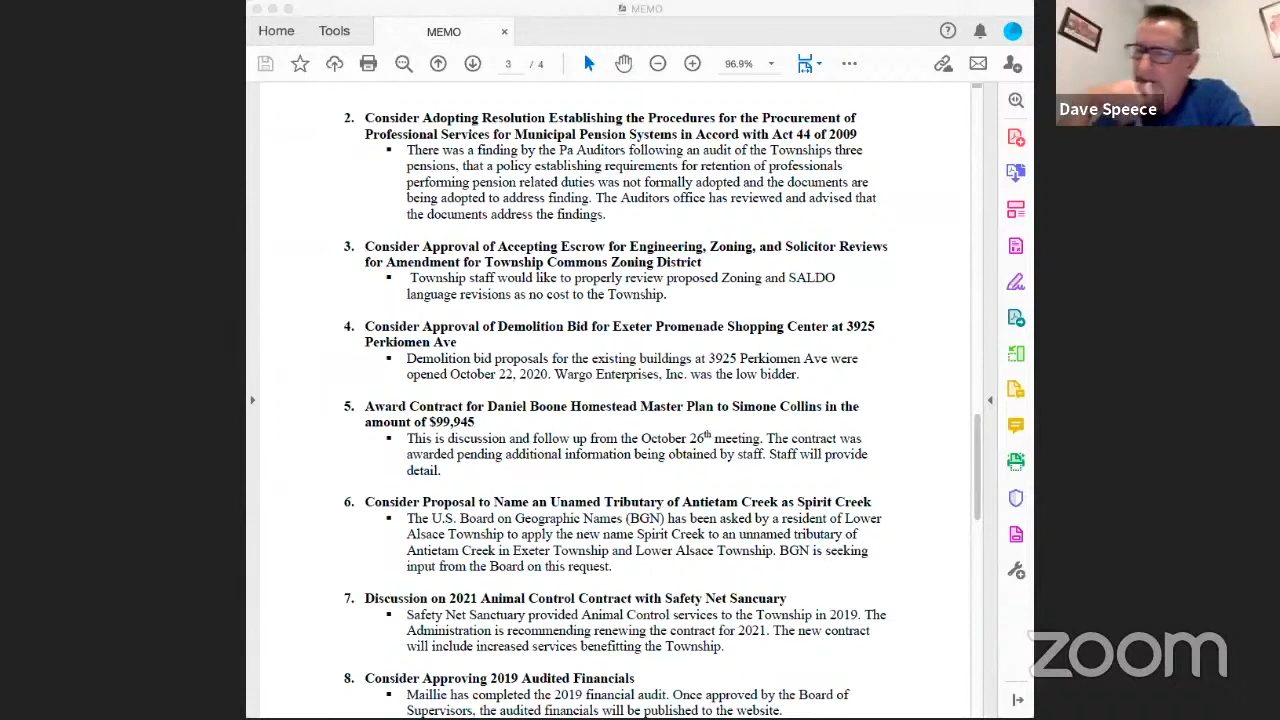 MEMO
Home Tools MEMO ×
3 / 4 96.9%
Dave Speece
2. Consider Adopting Resolution Establishing the Procedures for the Procurement of
Professional Services for Municipal Pension Systems in Accord with Act 44 of 2009
▪ There was a finding by the Pa Auditors following an audit of the Townships three
pensions, that a policy establishing requirements for retention of professionals
performing pension related duties was not formally adopted and the documents are
being adopted to address finding. The Auditors office has reviewed and advised that
the documents address the findings.
3. Consider Approval of Accepting Escrow for Engineering, Zoning, and Solicitor Reviews
for Amendment for Township Commons Zoning District
▪ Township staff would like to properly review proposed Zoning and SALDO
language revisions as no cost to the Township.
4. Consider Approval of Demolition Bid for Exeter Promenade Shopping Center at 3925
Perkiomen Ave
▪ Demolition bid proposals for the existing buildings at 3925 Perkiomen Ave were
opened October 22, 2020. Wargo Enterprises, Inc. was the low bidder.
5. Award Contract for Daniel Boone Homestead Master Plan to Simone Collins in the
amount of $99,945
▪ This is discussion and follow up from the October 26th meeting. The contract was
awarded pending additional information being obtained by staff. Staff will provide
detail.
6. Consider Proposal to Name an Unamed Tributary of Antietam Creek as Spirit Creek
▪ The U.S. Board on Geographic Names (BGN) has been asked by a resident of Lower
Alsace Township to apply the new name Spirit Creek to an unnamed tributary of
Antietam Creek in Exeter Township and Lower Alsace Township. BGN is seeking
input from the Board on this request.
7. Discussion on 2021 Animal Control Contract with Safety Net Sancuary
▪ Safety Net Sanctuary provided Animal Control services to the Township in 2019. The
Administration is recommending renewing the contract for 2021. The new contract
will include increased services benefitting the Township.
8. Consider Approving 2019 Audited Financials
▪ Maillie has completed the 2019 financial audit. Once approved by the Board of
Supervisors, the audited financials will be published to the website.
zoom